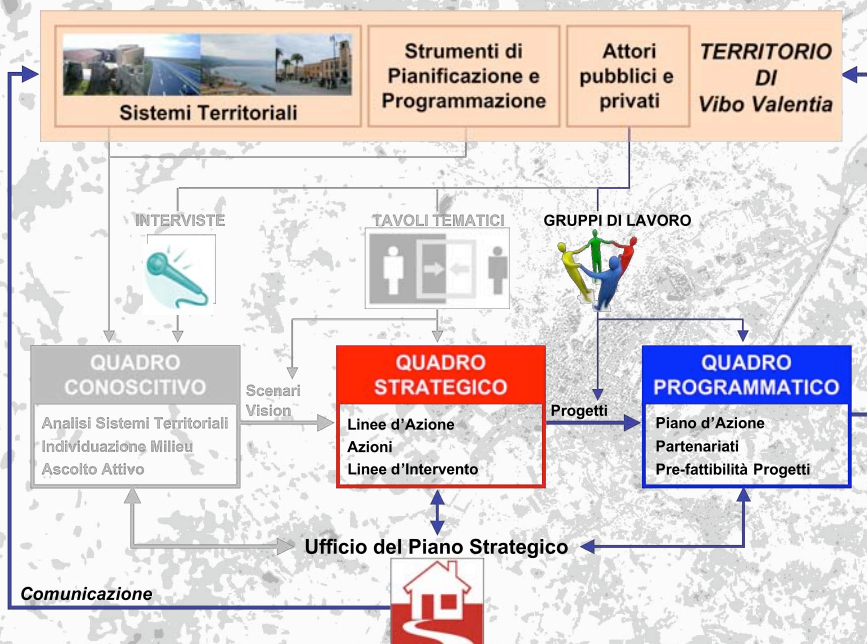 Sistemi Territoriali
Strumenti di
Pianificazione e
Programmazione
Attori
pubblici e
privati
TERRITORIO
DI
Vibo Valentia
INTERVISTE
TAVOLI TEMATICI
GRUPPI DI LAVORO
QUADRO
CONOSCITIVO
Analisi Sistemi Territoriali
Individuazione Milieu
Ascolto Attivo
Scenari
Vision
QUADRO
STRATEGICO
Linee d'Azione
Azioni
Linee d'Intervento
Progetti
QUADRO
PROGRAMMATICO
Piano d'Azione
Partenariati
Pre-fattibilità Progetti
Ufficio del Piano Strategico
Comunicazione